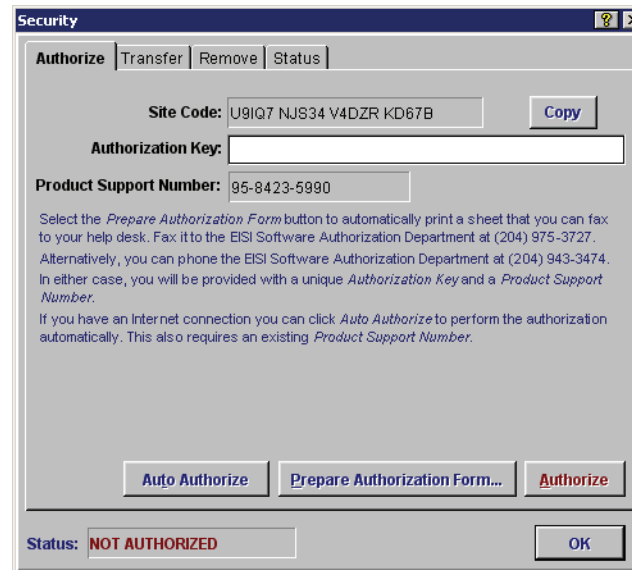 Security
Authorize Transfer Remove Status
Site Code: U9IQ7 NJS34 V4DZR KD67B Copy
Authorization Key:
Product Support Number: 95-8423-5990
Select the Prepare Authorization Form button to automatically print a sheet that you can fax
to your help desk. Fax it to the EISI Software Authorization Department at (204) 975-3727.
Alternatively, you can phone the EISI Software Authorization Department at (204) 943-3474.
In either case, you will be provided with a unique Authorization Key and a Product Support
Number.
If you have an Internet connection you can click Auto Authorize to perform the authorization
automatically. This also requires an existing Product Support Number.
Auto Authorize Prepare Authorization Form... Authorize
Status: NOT AUTHORIZED OK